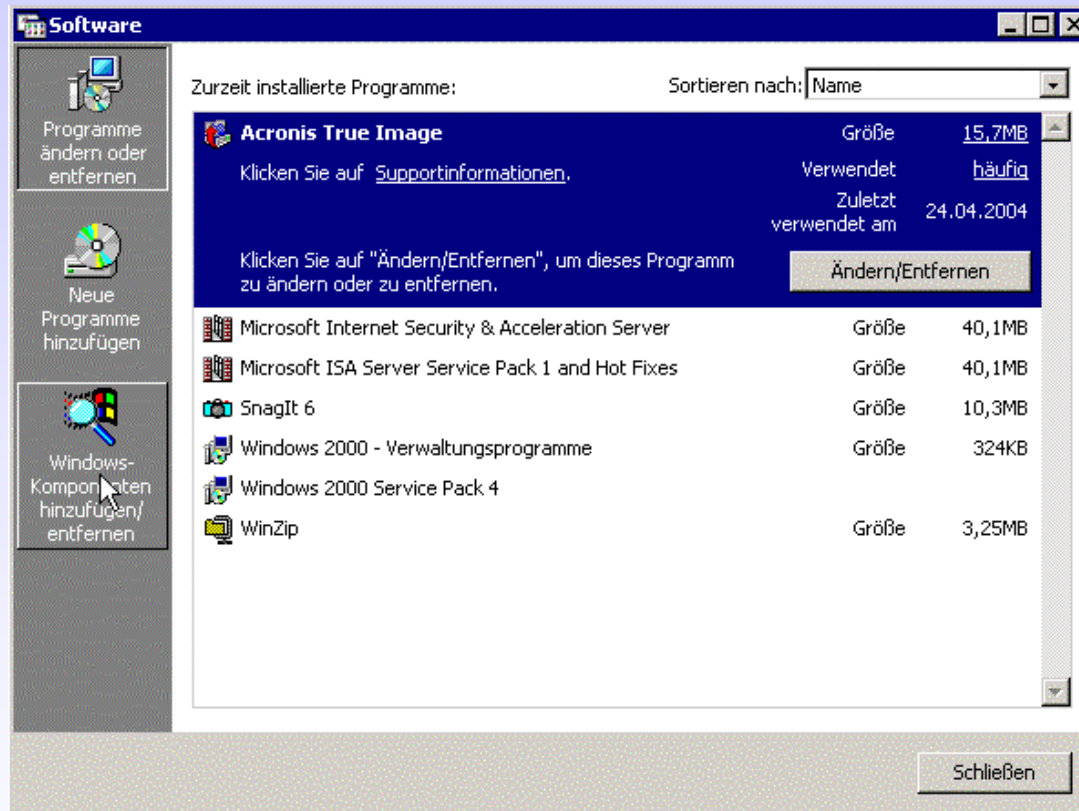 Software
Programme
ändern oder
entfernen
Neue
Programme
hinzufügen
Windows-
Komponenten
hinzufügen/
entfernen
Zurzeit installierte Programme:
Sortieren nach: Name
Acronis True Image Größe 15,7MB
Klicken Sie auf Supportinformationen. Verwendet häufig
Zuletzt
verwendet am 24.04.2004
Klicken Sie auf "Ändern/Entfernen", um dieses Programm
zu ändern oder zu entfernen.
Ändern/Entfernen
Microsoft Internet Security & Acceleration Server Größe 40,1MB
Microsoft ISA Server Service Pack 1 and Hot Fixes Größe 40,1MB
SnagIt 6 Größe 10,3MB
Windows 2000 - Verwaltungsprogramme Größe 324KB
Windows 2000 Service Pack 4
WinZip Größe 3,25MB
Schließen